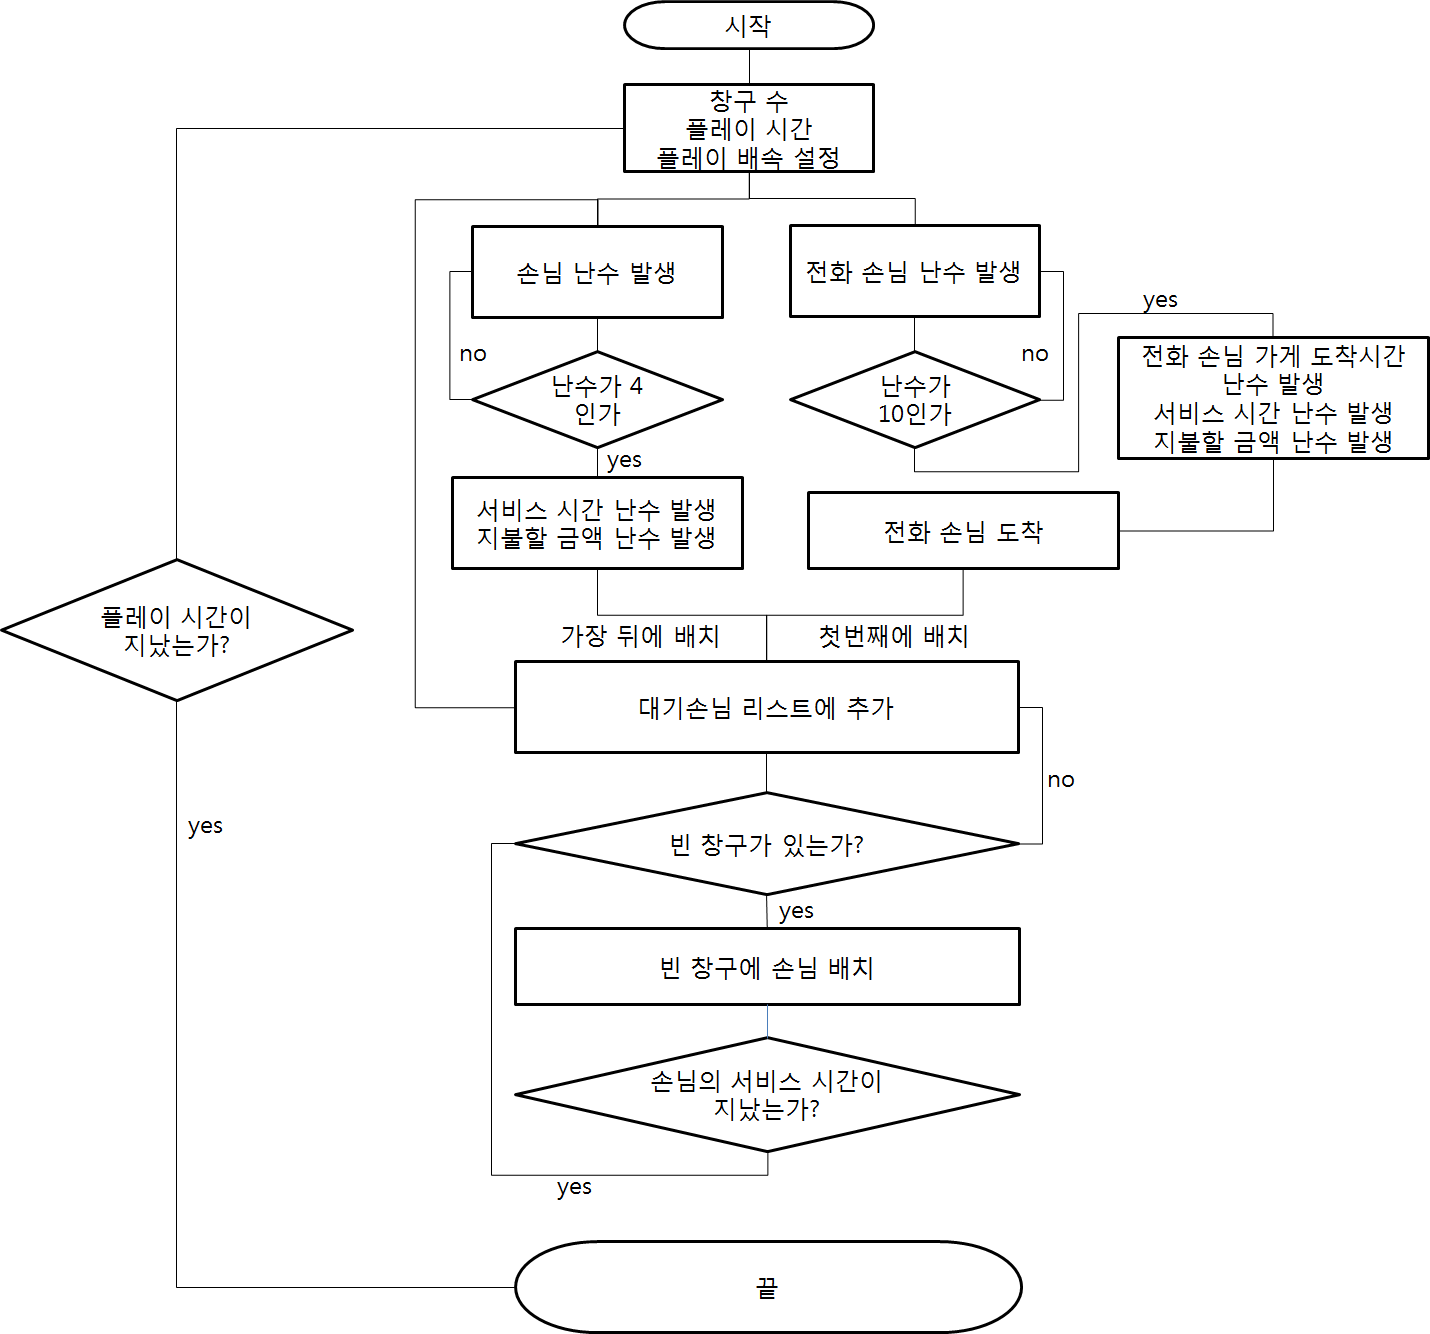 시작
창구 수
플레이 시간
플레이 배속 설정
손님 난수 발생
전화 손님 난수 발생
yes
no
no
난수가 4
인가
난수가
10인가
전화 손님 가게 도착시간
난수 발생
서비스 시간 난수 발생
지불할 금액 난수 발생
yes
서비스 시간 난수 발생
지불할 금액 난수 발생
전화 손님 도착
플레이 시간이
지났는가?
가장 뒤에 배치
첫번째에 배치
대기손님 리스트에 추가
no
yes
빈 창구가 있는가?
yes
빈 창구에 손님 배치
손님의 서비스 시간이
지났는가?
yes
끝